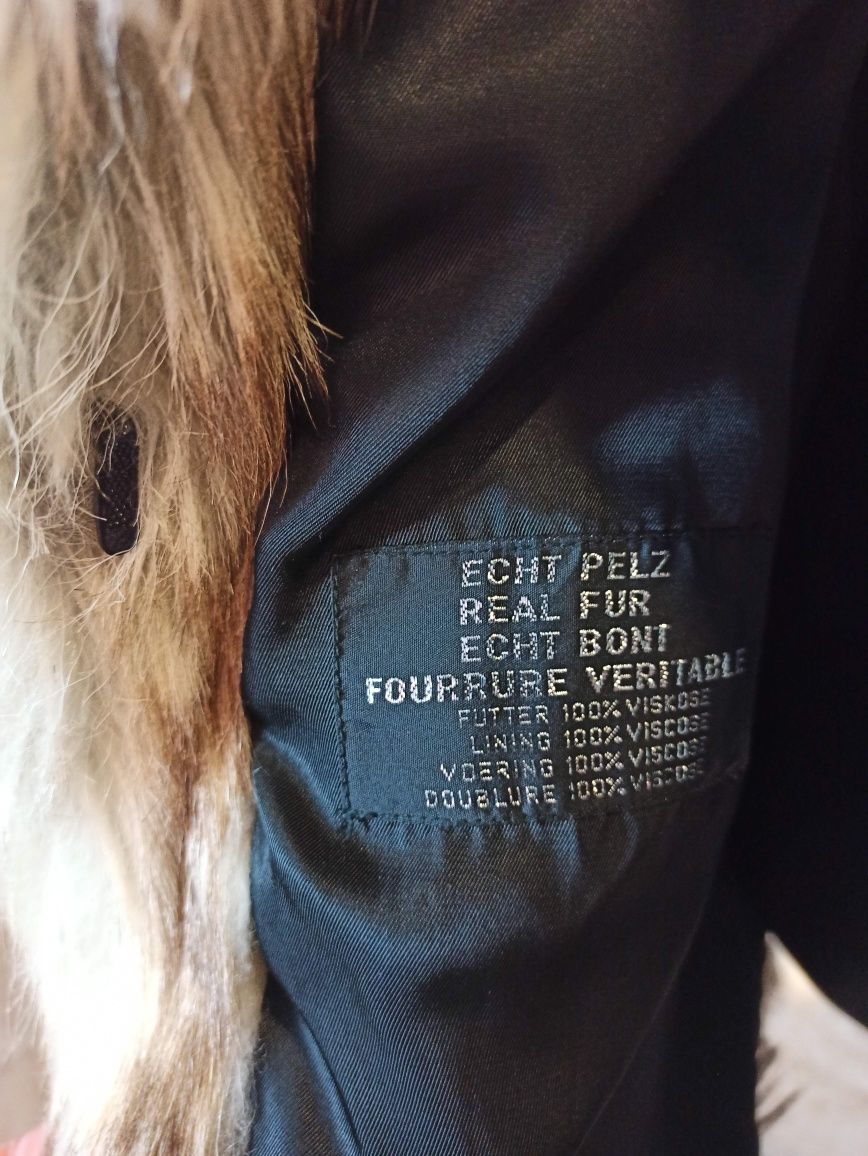 ECHT PELZ
REAL FUR
ECHT BONT
FOURRURE VERITABLE
FUTTER 100% VISKOSE
LINING 100% VISCOSE
VOERING 100% VISCOSE
DOUBLURE 100% VISCOSE